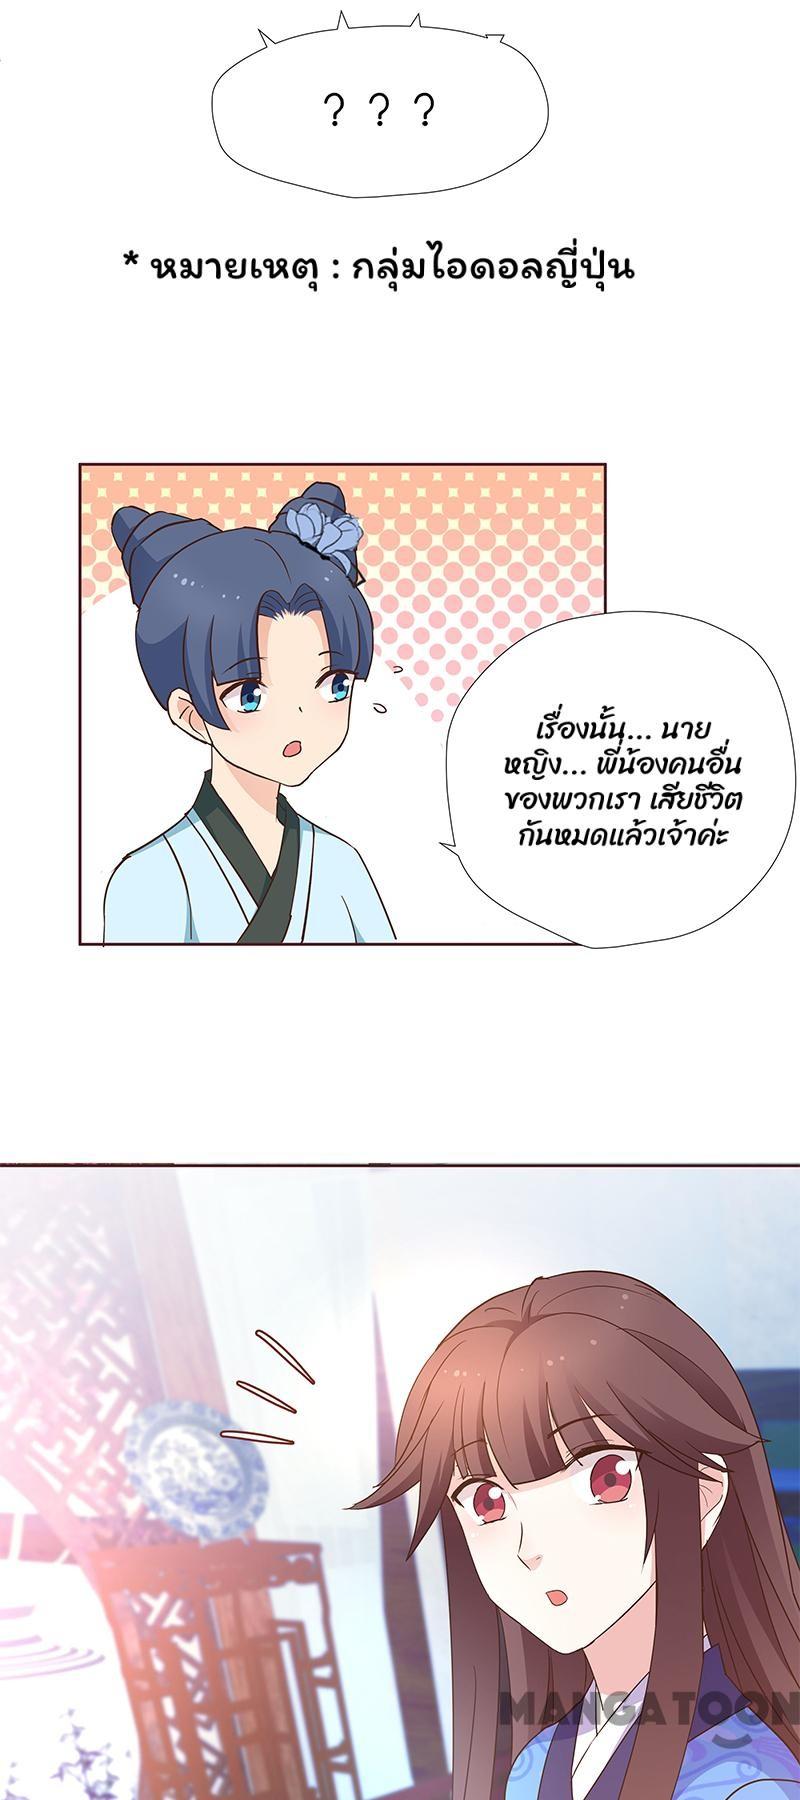 ? ? ?
* หมายเหตุ : กลุ่มไอดอลญี่ปุ่น
เรื่องนั้น... นาย
หญิง... พี่น้องคนอื่น
ของพวกเรา เสียชีวิต
กันหมดแล้วเจ้าค่ะ
MANGATOON